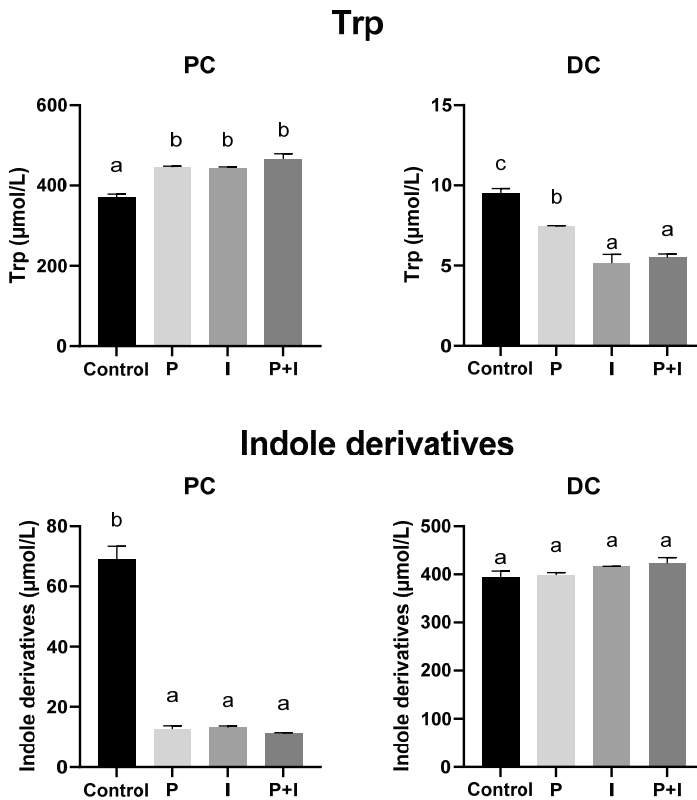 Trp
PC
DC
Trp (µmol/L)
600
400
200
0
a
b
b
b
Control
P
I
P+I
Trp (µmol/L)
15
10
5
0
c
b
a
a
Control
P
I
P+I
Indole derivatives
PC
DC
Indole derivatives (µmol/L)
80
60
40
20
0
b
a
a
a
Control
P
I
P+I
Indole derivatives (µmol/L)
500
400
300
200
100
0
a
a
a
a
Control
P
I
P+I